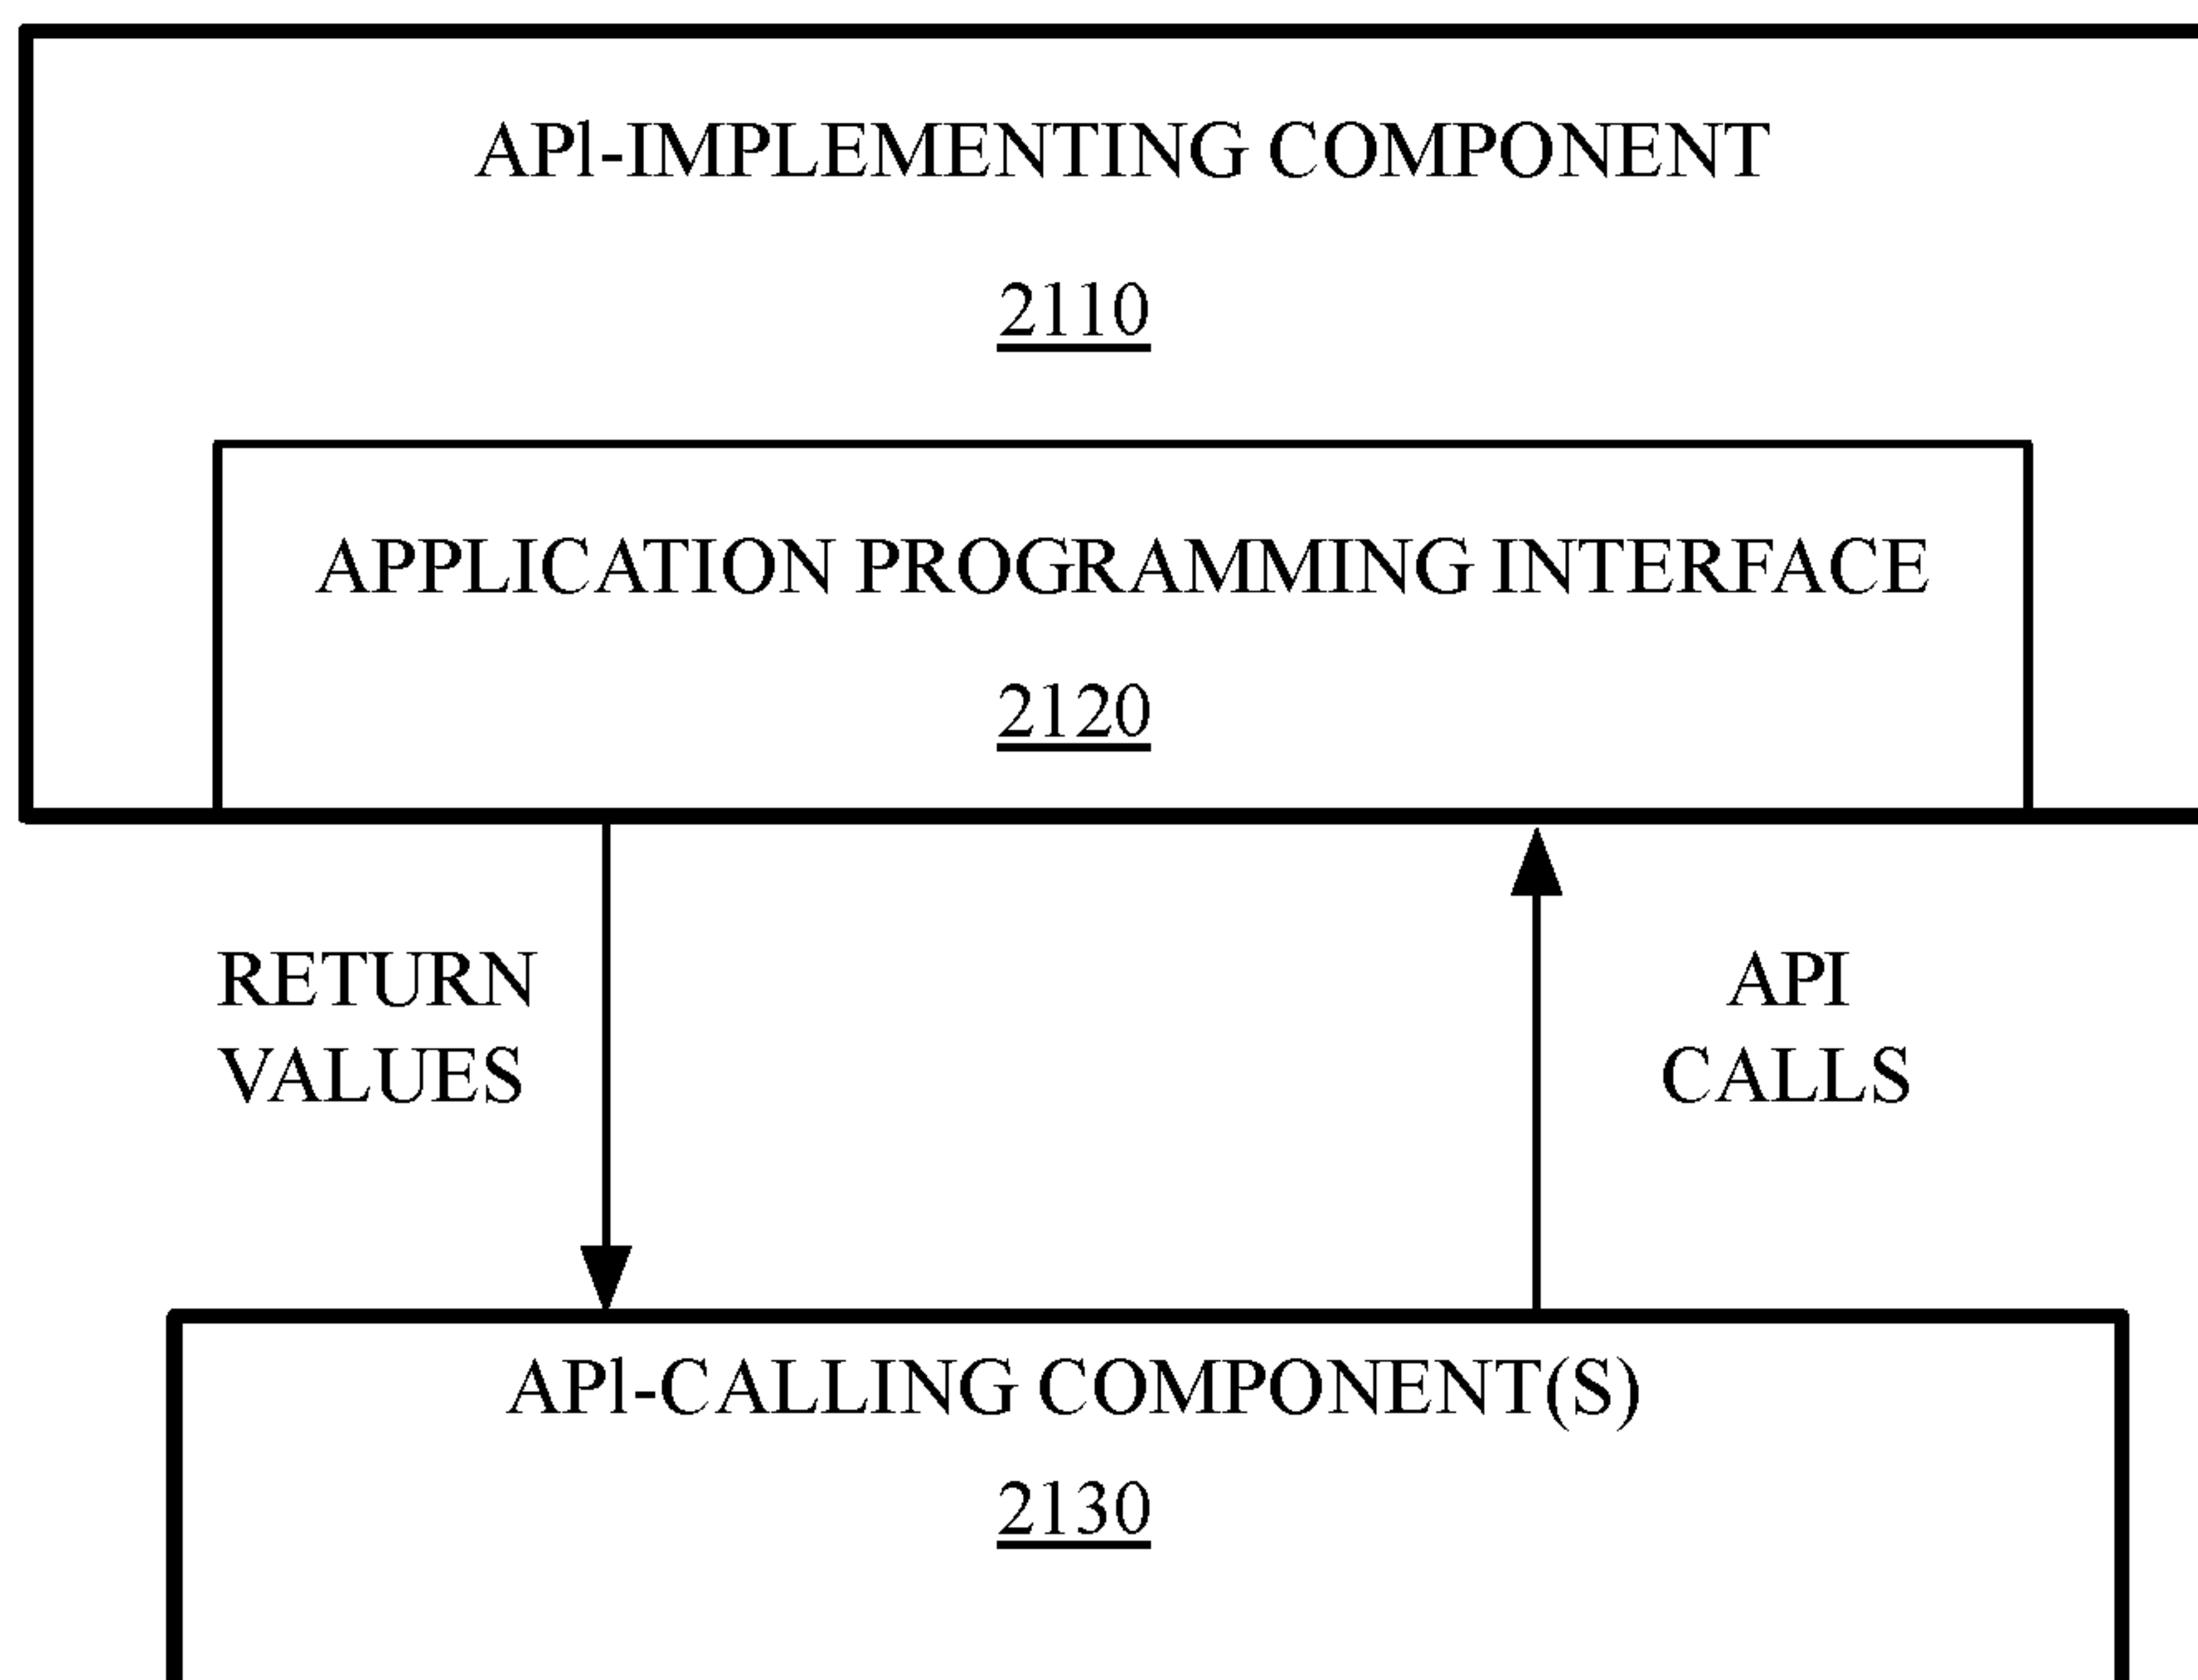 APl-IMPLEMENTING COMPONENT
2110
APPLICATION PROGRAMMING INTERFACE
2120
RETURN
VALUES
API
CALLS
APl-CALLING COMPONENT(S)
2130